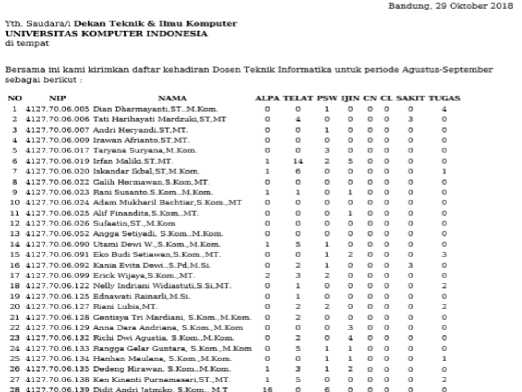 Bandung, 29 Oktober 2018
Yth. Saudara/i Dekan Teknik & Ilmu Komputer
UNIVERSITAS KOMPUTER INDONESIA
di tempat
Bersama ini kami kirimkan daftar kehadiran Dosen Teknik Informatika untuk periode Agustus-September
sebagai berikut :
NO NIP NAMA ALPA TELAT PSW IJIN CN CL SAKIT TUGAS
1 4127.70.06.005 Dian Dharmayanti,ST.,M.Kom. 0 0 1 0 0 0 0 4
2 4127.70.06.006 Tati Harihayati Mardzuki,ST,MT 0 4 0 0 0 0 3 0
3 4127.70.06.007 Andri Heryandi,ST,MT. 0 0 1 0 0 0 0 0
4 4127.70.06.009 Irawan Afrianto,ST,MT. 0 0 0 0 0 0 0 0
5 4127.70.06.017 Taryana Suryana,M.Kom. 0 0 3 0 0 0 0 0
6 4127.70.06.019 Irfan Maliki,ST,MT. 1 14 2 5 0 0 0 0
7 4127.70.06.020 Iskandar Ikbal,ST,M.Kom. 1 6 0 0 0 0 0 1
8 4127.70.06.022 Galih Hermawan,S.Kom,MT. 0 0 0 0 0 0 0 0
9 4127.70.06.023 Rani Susanto,S.Kom.,M.Kom. 1 1 0 1 0 0 0 0
10 4127.70.06.024 Adam Mukharil Bachtiar,S.Kom.,MT 0 0 0 0 0 0 0 0
11 4127.70.06.025 Alif Finandita,S.Kom.,MT. 0 0 0 1 0 0 0 0
12 4127.70.06.026 Sufaatin,ST.,M.Kom 0 0 0 0 0 0 0 0
13 4127.70.06.052 Angga Setiyadi, S.Kom.,M.Kom. 0 0 0 0 0 0 0 0
14 4127.70.06.090 Utami Dewi W.,S.Kom.,M.Kom. 1 5 1 0 0 0 0 0
15 4127.70.06.091 Eko Budi Setiawan,S.Kom.,MT. 0 0 1 2 0 0 0 3
16 4127.70.06.092 Kania Evita Dewi.,S.Pd,M.Si. 0 2 1 0 0 0 3 0
17 4127.70.06.099 Erick Wijaya,S.Kom.,MT. 2 3 2 0 0 0 0 0
18 4127.70.06.122 Nelly Indriani Widiastuti,S.Si,MT. 0 1 0 0 0 0 0 2
19 4127.70.06.125 Ednawati Rainarli,M.Si. 0 1 0 0 0 0 0 0
20 4127.70.06.127 Riani Lubis,MT. 0 2 2 0 0 0 0 2
21 4127.70.06.128 Gentisya Tri Mardiani, S.Kom.,M.Kom. 0 2 0 0 0 0 0 0
22 4127.70.06.129 Anna Dara Andriana, S.Kom.,M.Kom 0 0 0 3 0 0 0 0
23 4127.70.06.132 Richi Dwi Agustia, S.Kom.,M.Kom. 0 2 0 4 0 0 0 0
24 4127.70.06.133 Rangga Gelar Guntara, S.Kom.,M.Kom 0 5 1 1 0 0 0 0
25 4127.70.06.134 Hanhan Maulana, S.Kom.,M.Kom. 0 0 1 1 0 0 0 1
26 4127.70.06.135 Dedeng Hirawan, S.Kom.,M.Kom. 1 3 1 2 0 0 0 0
27 4127.70.06.138 Ken Kinanti Purnamasari,ST.,MT 1 5 0 0 0 0 0 2
28 4127.70.06.139 Didit Andri Jatmiko, S.Kom., M.T 16 0 6 0 0 0 0 0